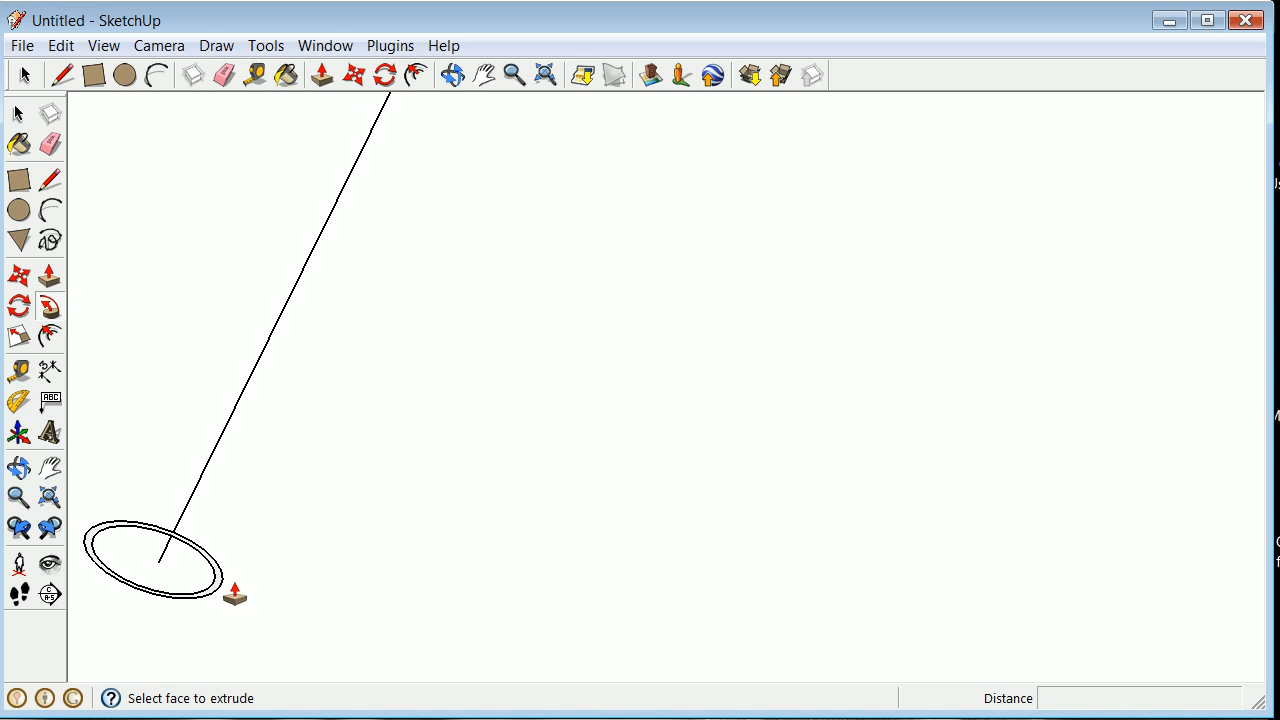 Untitled - SketchUp
File Edit View Camera Draw Tools Window Plugins Help
ABC
Select face to extrude
Distance